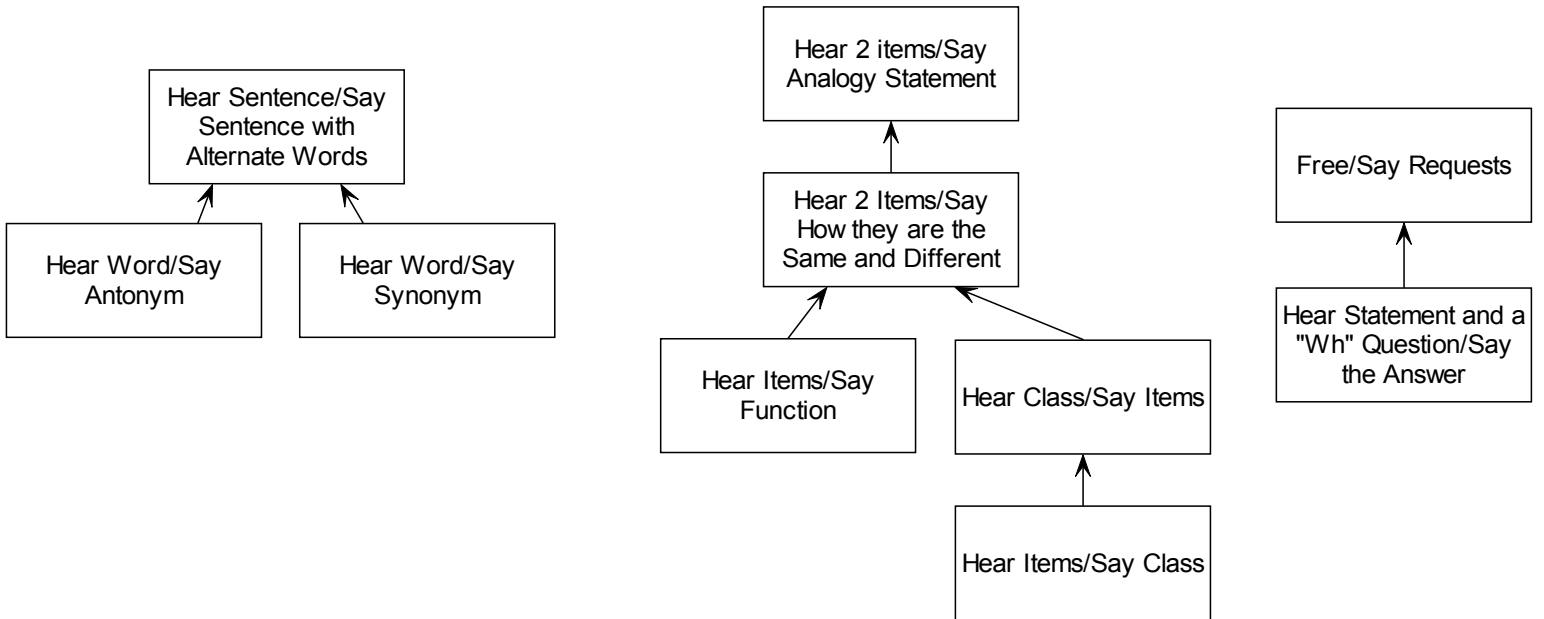 Hear Sentence/Say
Sentence with
Alternate Words
Hear Word/Say
Antonym
Hear Word/Say
Synonym
Hear 2 items/Say
Analogy Statement
Hear 2 Items/Say
How they are the
Same and Different
Hear Items/Say
Function
Hear Class/Say Items
Hear Items/Say Class
Free/Say Requests
Hear Statement and a
"Wh" Question/Say
the Answer